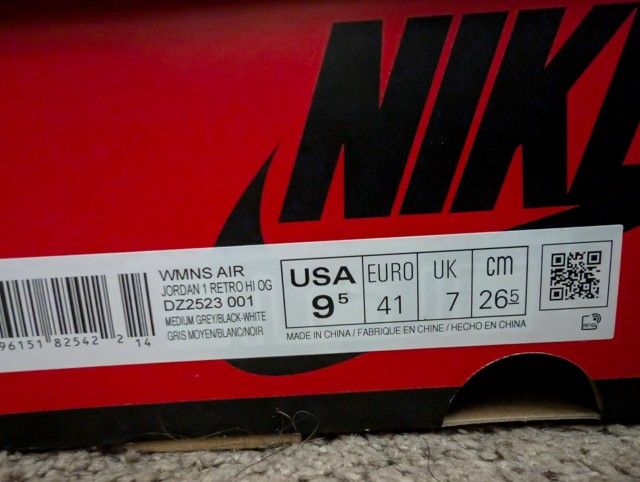 NIKE
WMNS AIR
JORDAN 1 RETRO HI OG
DZ2523 001
MEDIUM GREY/BLACK-WHITE
GRIS MOYEN/BLANC/NOIR
96151 82542 2 14
USA EURO UK cm
9⁵ 41 7 26⁵
MADE IN CHINA / FABRIQUE EN CHINE / HECHO EN CHINA